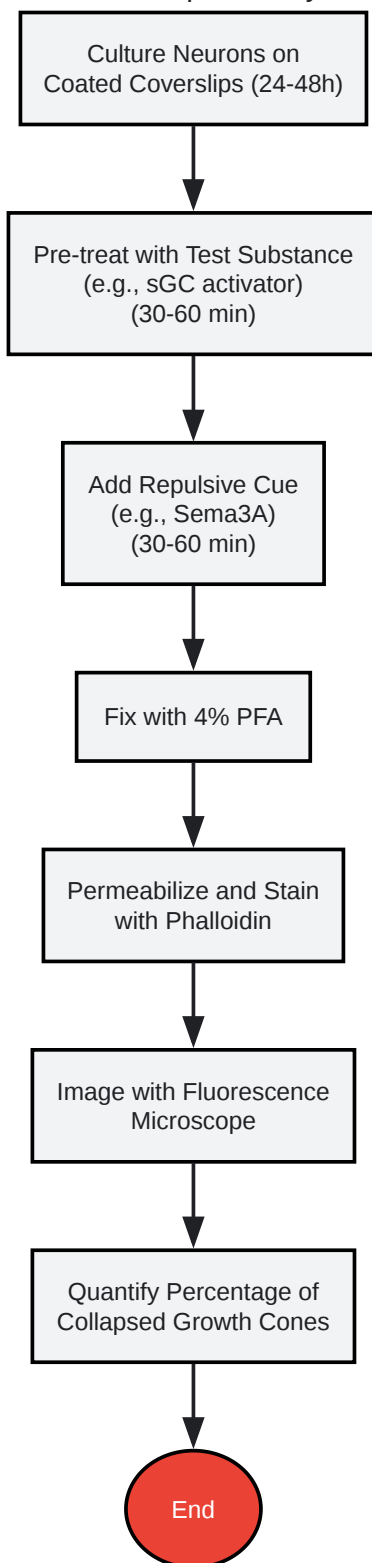 Culture Neurons on
Coated Coverslips (24-48h)
Pre-treat with Test Substance
(e.g., sGC activator)
(30-60 min)
Add Repulsive Cue
(e.g., Sema3A)
(30-60 min)
Fix with 4% PFA
Permeabilize and Stain
with Phalloidin
Image with Fluorescence
Microscope
Quantify Percentage of
Collapsed Growth Cones
End